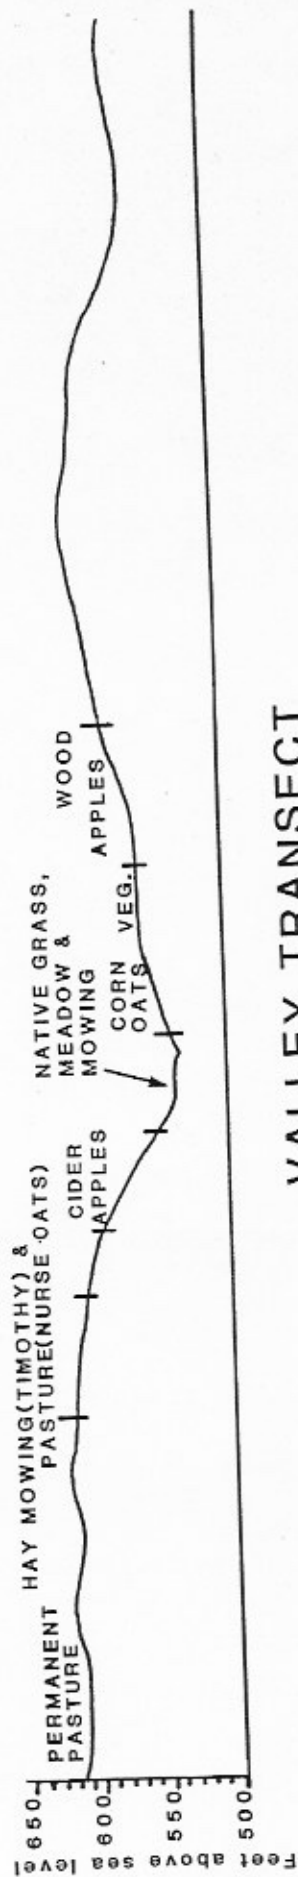 Feet above sea level
650
600
550
500
PERMANENT
PASTURE
HAY MOWING(TIMOTHY) &
PASTURE(NURSE OATS)
CIDER
APPLES
NATIVE GRASS,
MEADOW &
MOWING
CORN
OATS
VEG.
APPLES
WOOD
VALLEY TRANSECT